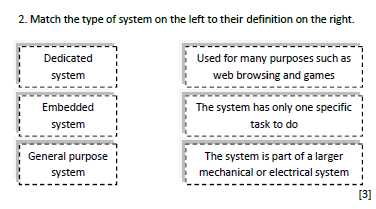 2. Match the type of system on the left to their definition on the right.
Dedicated
system
Used for many purposes such as
web browsing and games
Embedded
system
The system has only one specific
task to do
General purpose
system
The system is part of a larger
mechanical or electrical system
[3]